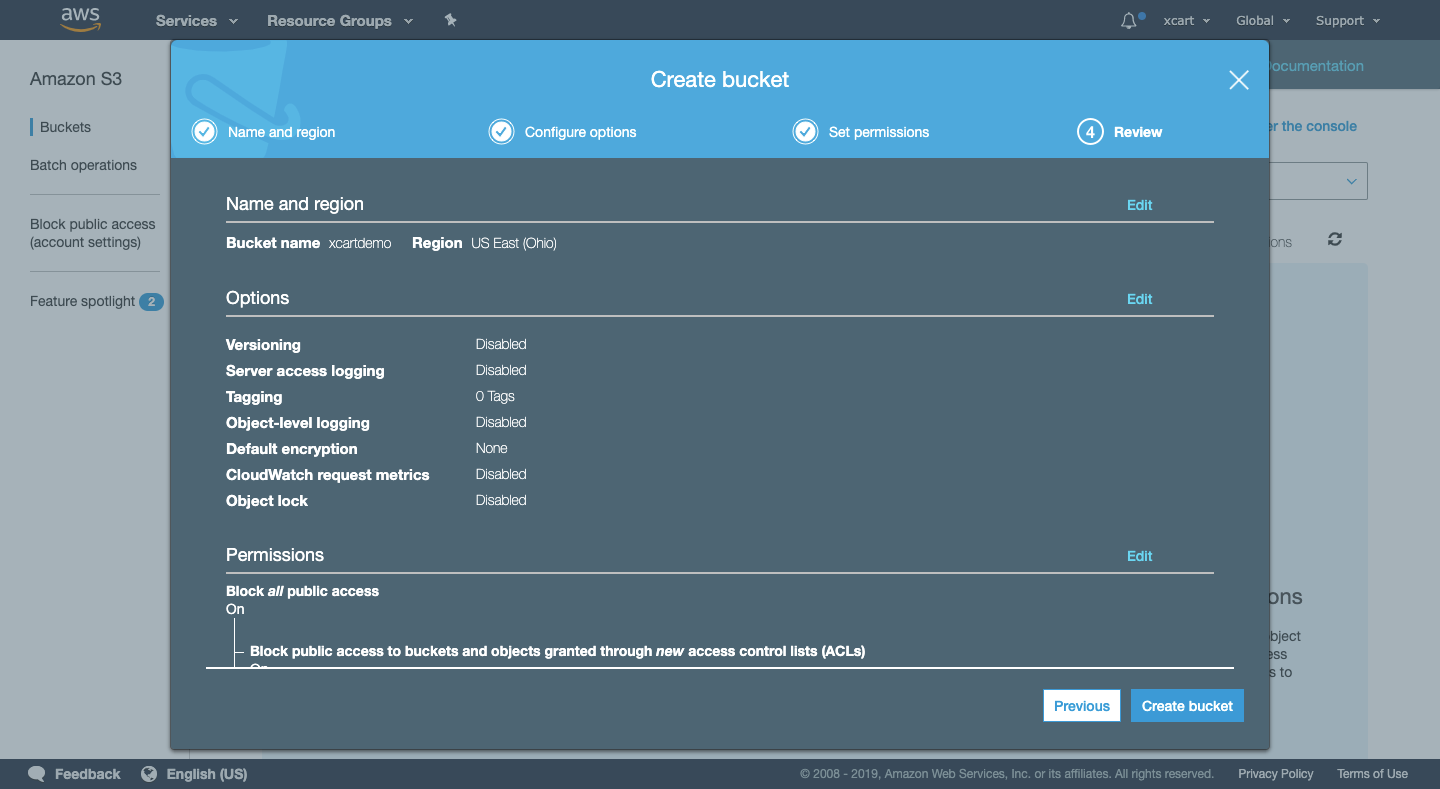 aws Services Resource Groups xcart Global Support
Amazon S3
Create bucket
Documentation
Name and region Configure options Set permissions 4 Review
Buckets
er the console
Batch operations
Name and region Edit
Block public access
(account settings)
Bucket name xcartdemo Region US East (Ohio)
ons
Options Edit
Feature spotlight 2
Versioning Disabled
Server access logging Disabled
Tagging 0 Tags
Object-level logging Disabled
Default encryption None
CloudWatch request metrics Disabled
Object lock Disabled
Permissions Edit
Block all public access
On
ons
bject
ess
s to
Block public access to buckets and objects granted through new access control lists (ACLs)
On
Previous Create bucket
Feedback English (US) © 2008 - 2019, Amazon Web Services, Inc. or its affiliates. All rights reserved. Privacy Policy Terms of Use